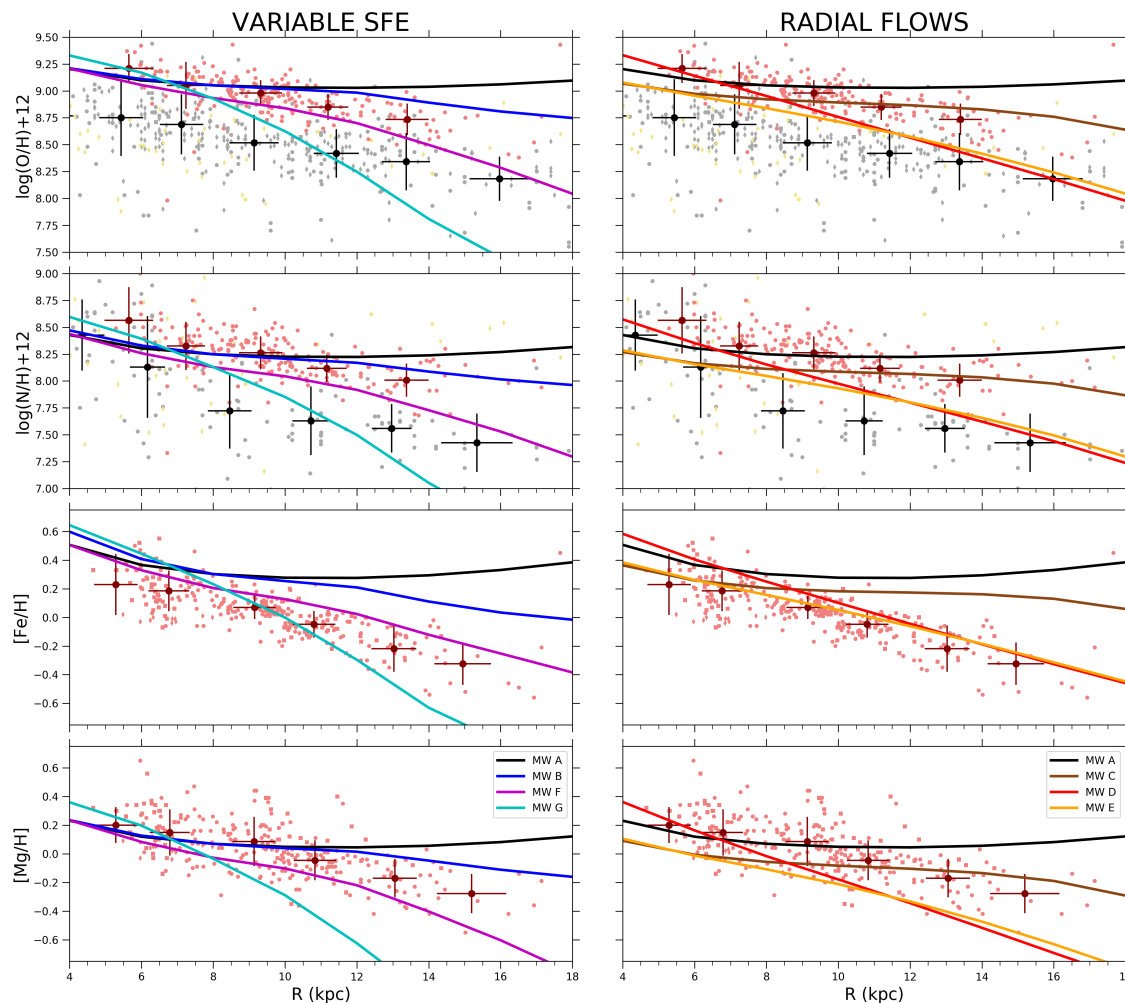 VARIABLE SFE
RADIAL FLOWS
9.50
9.25
9.00
8.75
8.50
8.25
8.00
7.75
7.50
log(O/H)+12
9.00
8.75
8.50
8.25
8.00
7.75
7.50
7.25
7.00
log(N/H)+12
0.6
0.4
0.2
0.0
−0.2
−0.4
−0.6
[Fe/H]
0.6
0.4
0.2
0.0
−0.2
−0.4
−0.6
[Mg/H]
MW A
MW B
MW F
MW G
MW A
MW C
MW D
MW E
4 6 8 10 12 14 16 18
4 6 8 10 12 14 16
R (kpc)
R (kpc)